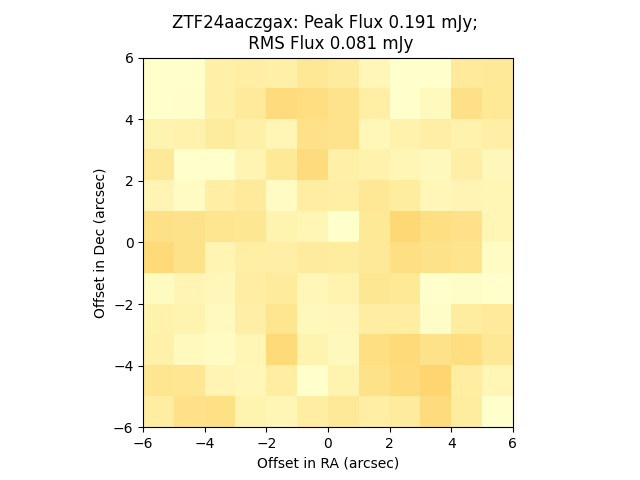 ZTF24aaczgax: Peak Flux 0.191 mJy;
RMS Flux 0.081 mJy
6
4
2
0
−2
−4
−6
Offset in Dec (arcsec)
−6 −4 −2 0 2 4 6
Offset in RA (arcsec)